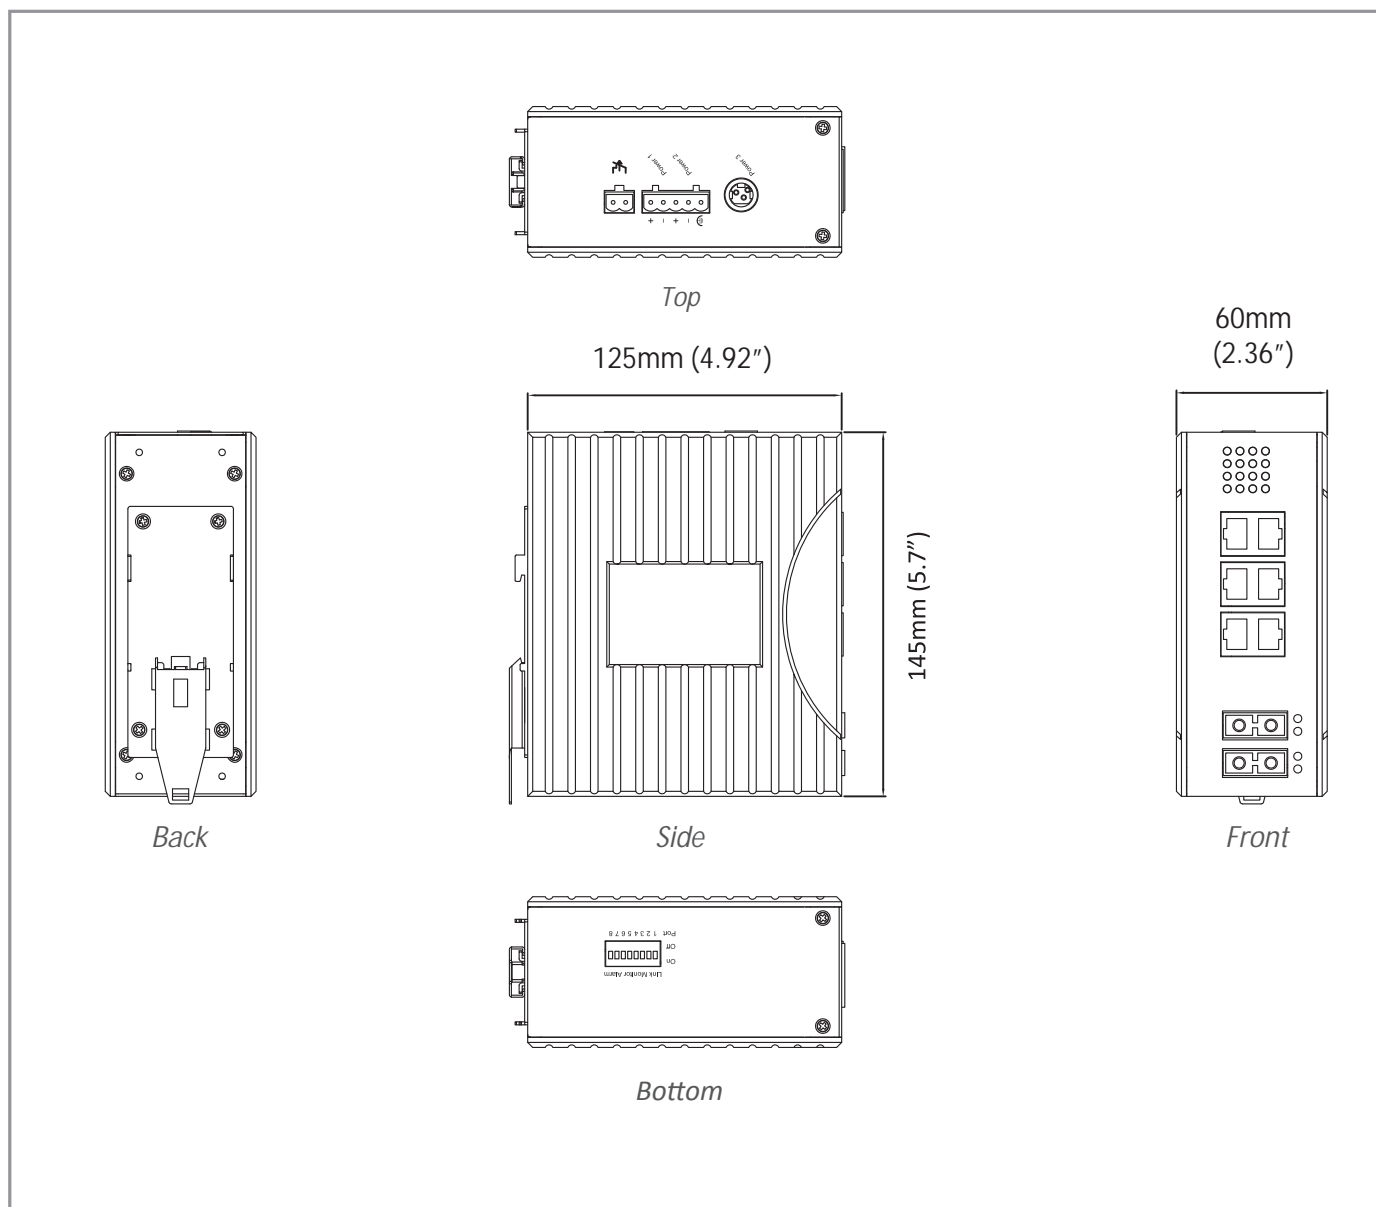 Power 1
Power 2
Power 3
+ – + –
Top
125mm (4.92")
60mm
(2.36")
145mm (5.7")
Back
Side
Front
Port 1 2 3 4 5 6 7 8
Off
On
Link Monitor Alarm
Bottom